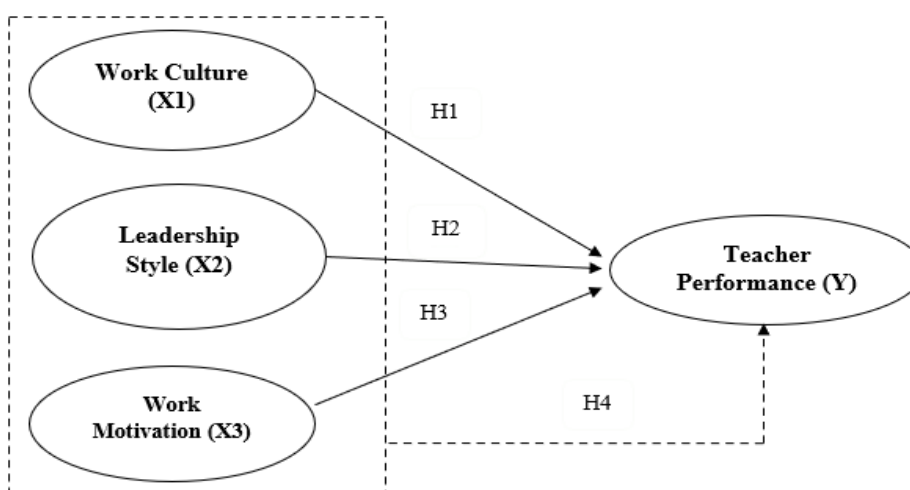 Work Culture
(X1)
H1
Leadership
Style (X2)
H2
Teacher
Performance (Y)
H3
Work
Motivation (X3)
H4